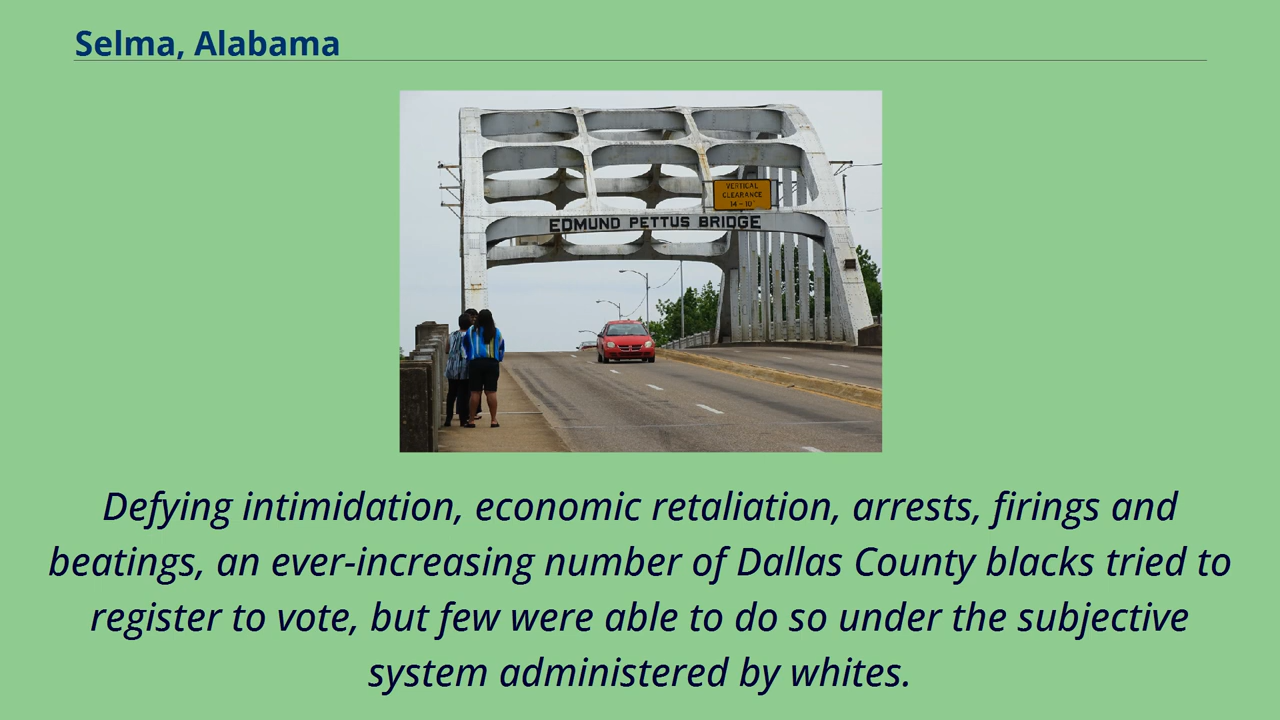 Selma, Alabama
VERTICAL
CLEARANCE
14-10"
EDMUND PETTUS BRIDGE
Defying intimidation, economic retaliation, arrests, firings and
beatings, an ever-increasing number of Dallas County blacks tried to
register to vote, but few were able to do so under the subjective
system administered by whites.